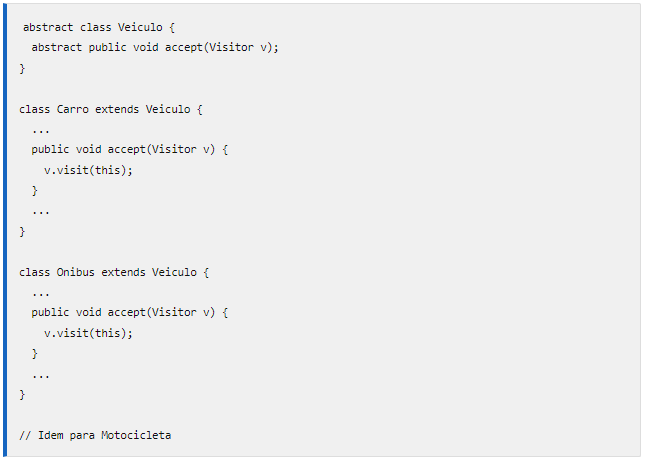 abstract class Veiculo {
  abstract public void accept(Visitor v);
}

class Carro extends Veiculo {
  ...
  public void accept(Visitor v) {
    v.visit(this);
  }
  ...
}

class Onibus extends Veiculo {
  ...
  public void accept(Visitor v) {
    v.visit(this);
  }
  ...
}

// Idem para Motocicleta